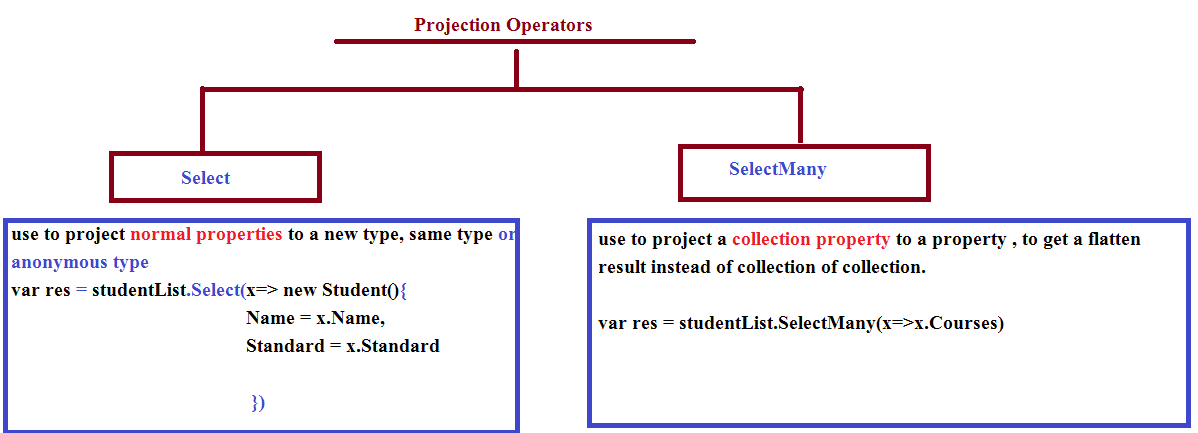 Projection Operators
Select
SelectMany
use to project normal properties to a new type, same type or
anonymous type
var res = studentList.Select(x=> new Student(){
Name = x.Name,
Standard = x.Standard
})
use to project a collection property to a property , to get a flatten
result instead of collection of collection.
var res = studentList.SelectMany(x=>x.Courses)